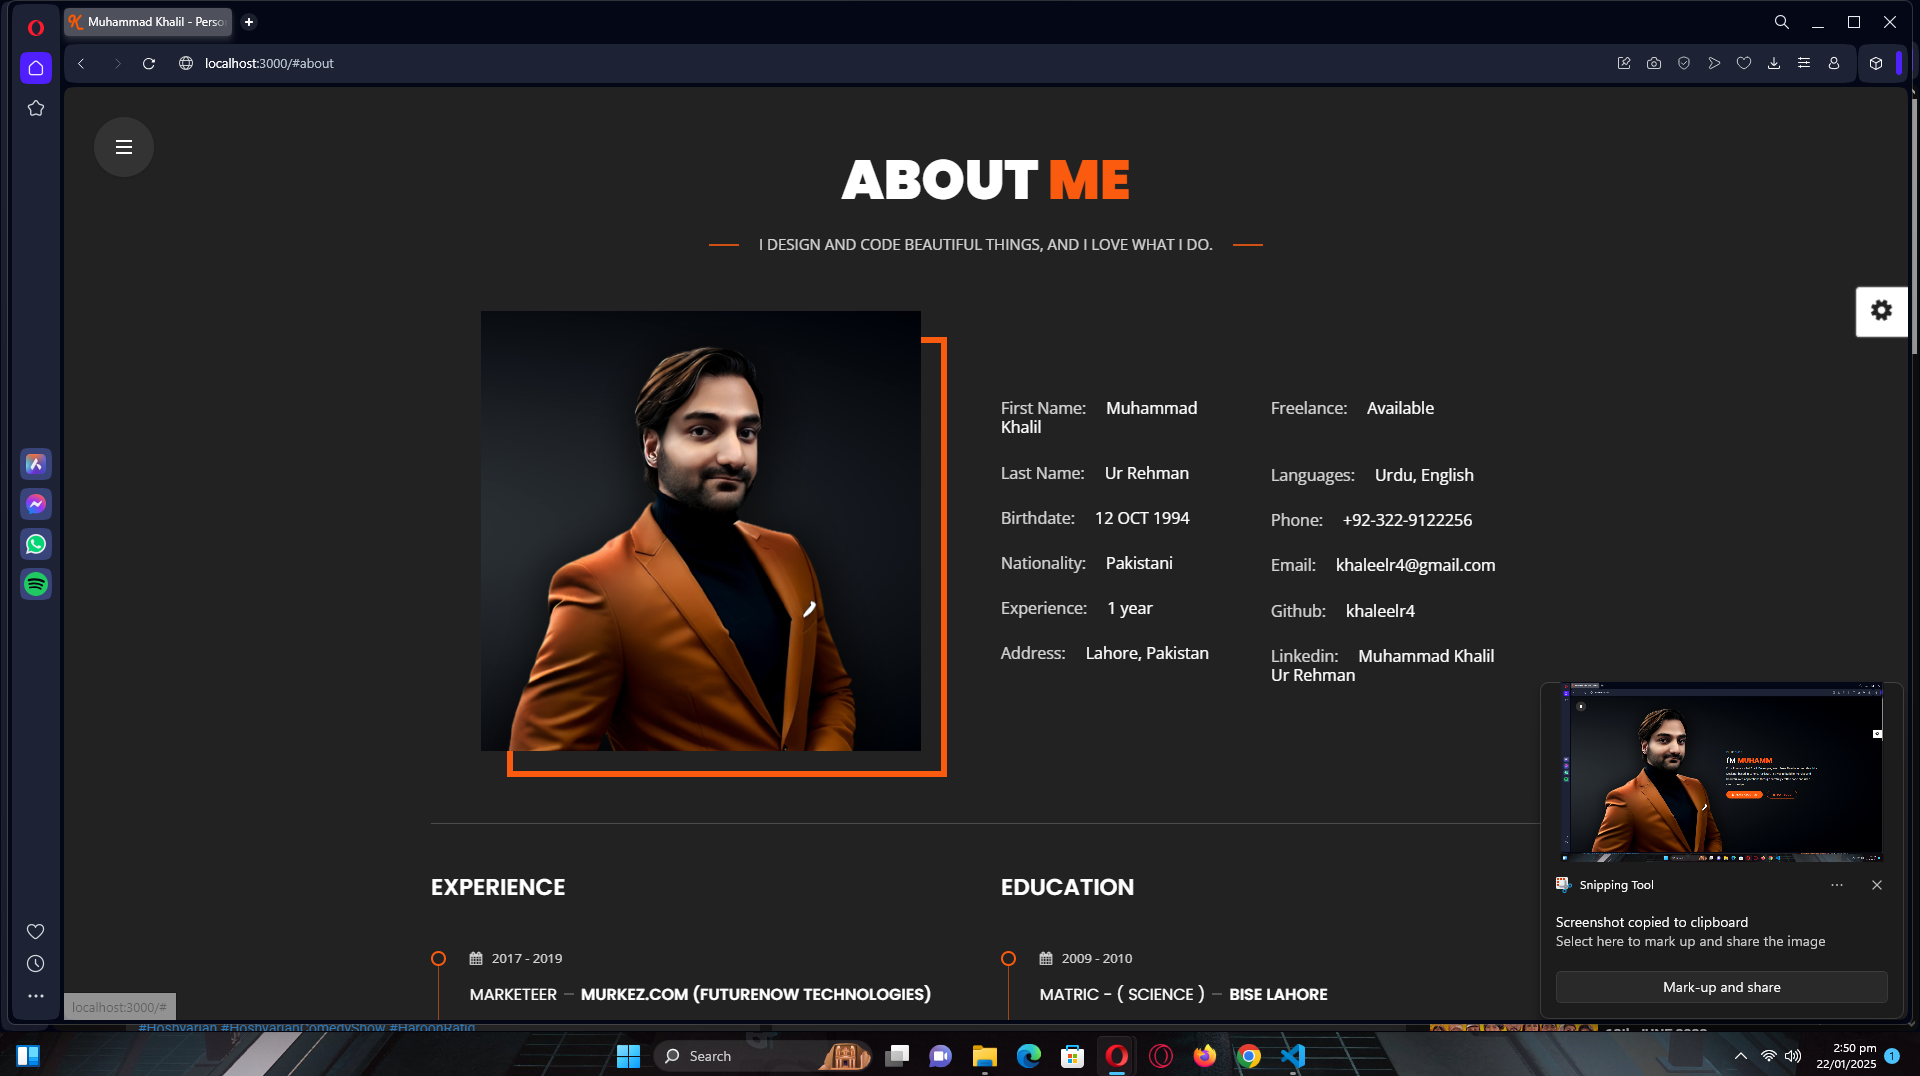 Muhammad Khalil - Perso
localhost:3000/#about
ABOUT ME
I DESIGN AND CODE BEAUTIFUL THINGS, AND I LOVE WHAT I DO.
First Name: Muhammad
Khalil
Last Name: Ur Rehman
Birthdate: 12 OCT 1994
Nationality: Pakistani
Experience: 1 year
Address: Lahore, Pakistan
Freelance: Available
Languages: Urdu, English
Phone: +92-322-9122256
Email: khaleelr4@gmail.com
Github: khaleelr4
Linkedin: Muhammad Khalil
Ur Rehman
I'M MUHAMM
EXPERIENCE
2017 - 2019
MARKETEER – MURKEZ.COM (FUTURENOW TECHNOLOGIES)
EDUCATION
2009 - 2010
MATRIC - ( SCIENCE ) – BISE LAHORE
Snipping Tool
Screenshot copied to clipboard
Select here to mark up and share the image
Mark-up and share
localhost:3000/#
#Hoshyarian #HoshyarianComedyShow #HaroonRafiq
Search
2:50 pm
22/01/2025
1